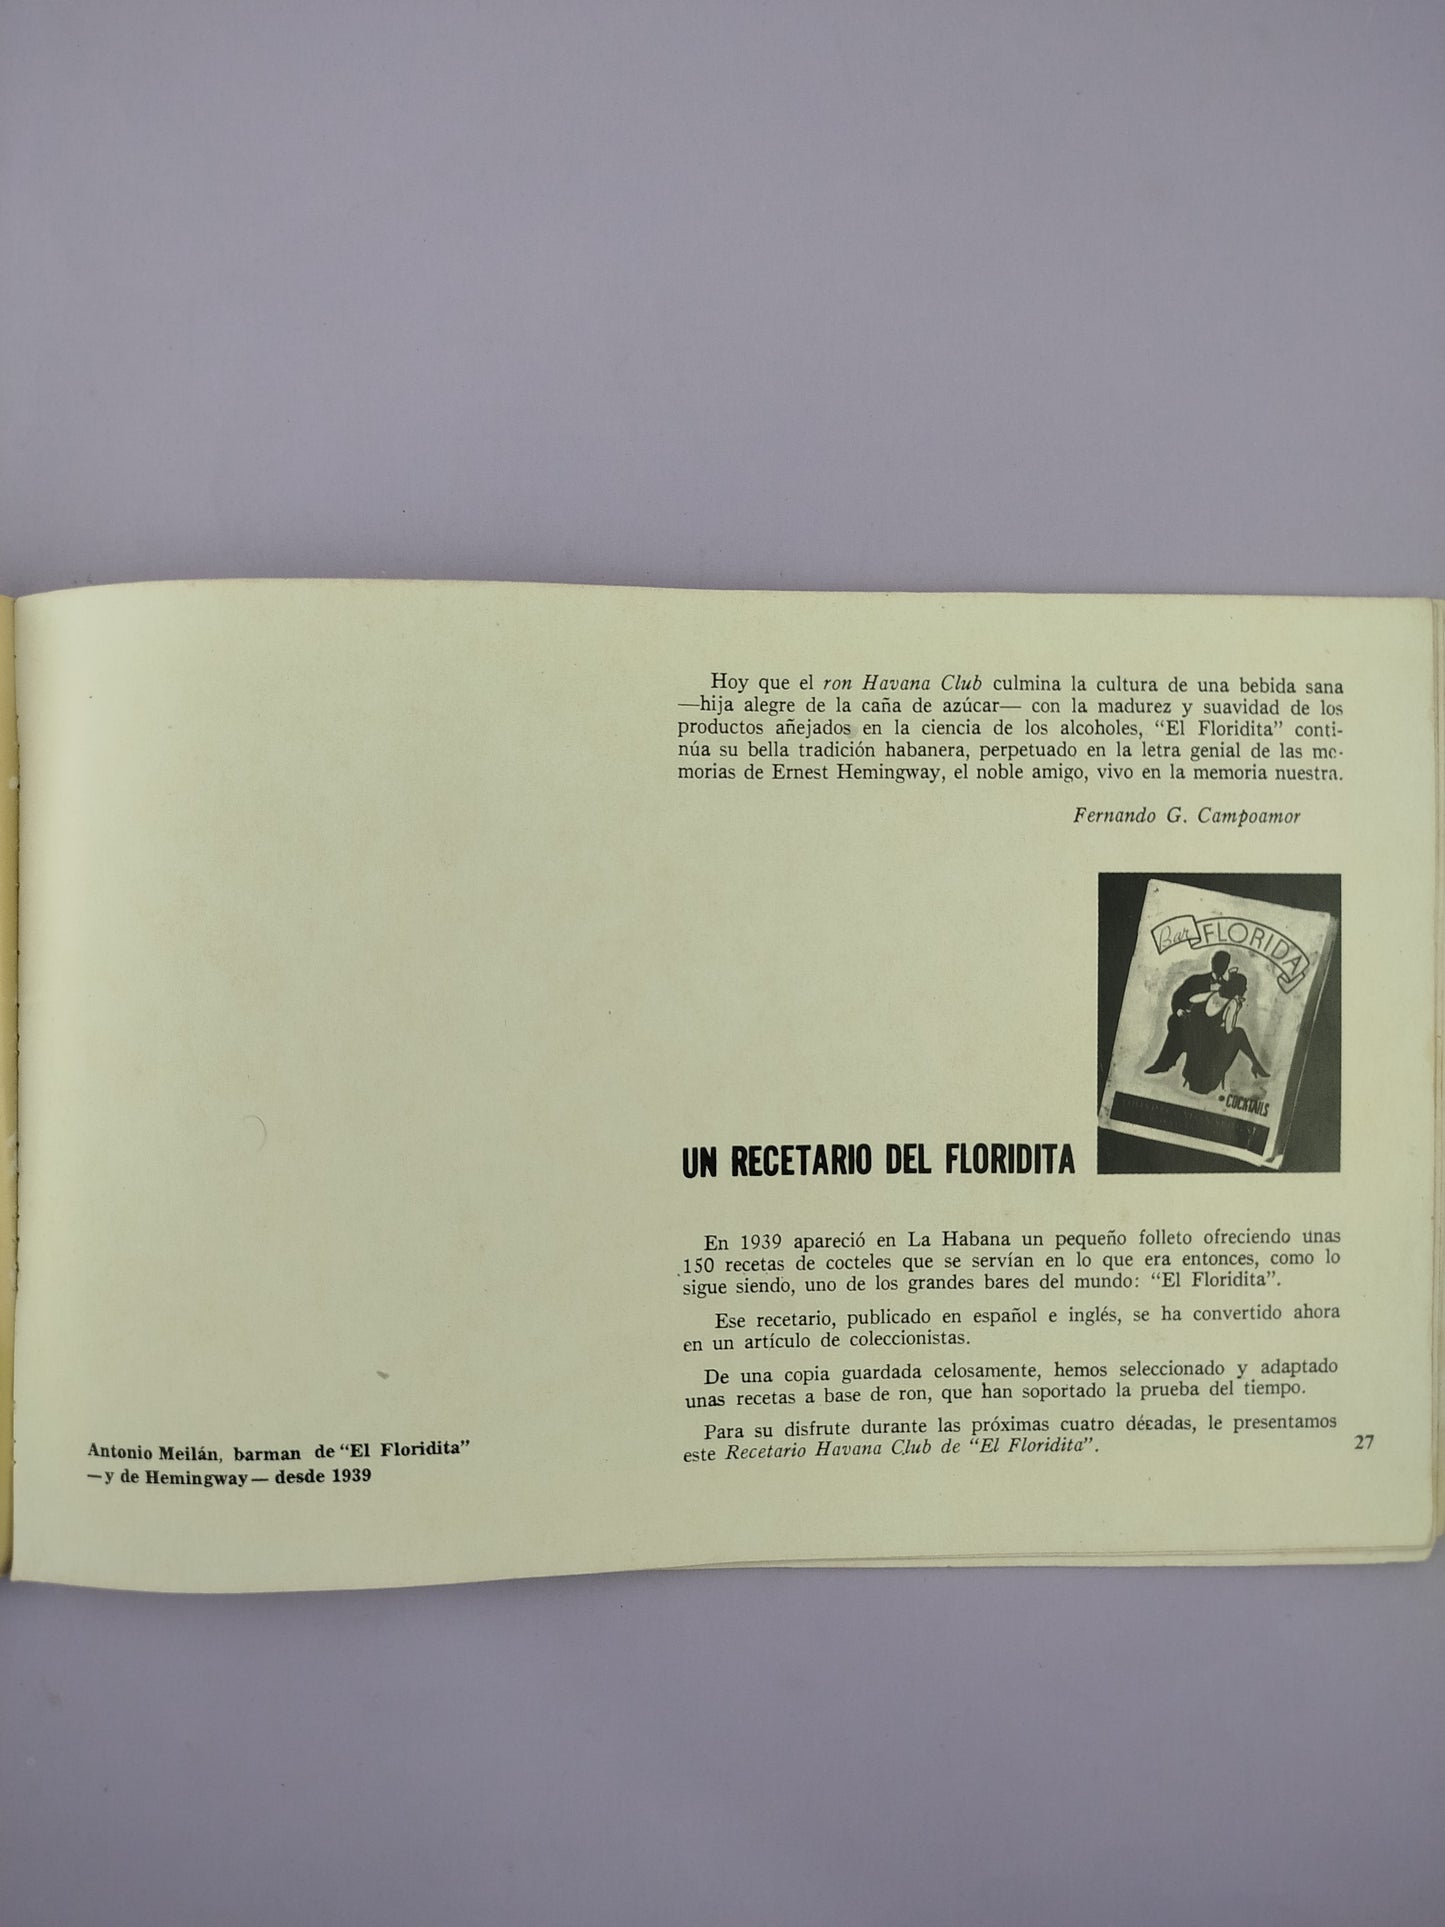 Hoy que el ron Havana Club culmina la cultura de una bebida sana
—hija alegre de la caña de azúcar— con la madurez y suavidad de los
productos añejados en la ciencia de los alcoholes, “El Floridita” conti-
núa su bella tradición habanera, perpetuado en la letra genial de las me-
morias de Ernest Hemingway, el noble amigo, vivo en la memoria nuestra.
Fernando G. Campoamor
Bar FLORIDA
COCKTAILS
UN RECETARIO DEL FLORIDITA
En 1939 apareció en La Habana un pequeño folleto ofreciendo unas
150 recetas de cocteles que se servían en lo que era entonces, como lo
sigue siendo, uno de los grandes bares del mundo: “El Floridita”.
Ese recetario, publicado en español e inglés, se ha convertido ahora
en un artículo de coleccionistas.
De una copia guardada celosamente, hemos seleccionado y adaptado
unas recetas a base de ron, que han soportado la prueba del tiempo.
Para su disfrute durante las próximas cuatro décadas, le presentamos
este Recetario Havana Club de “El Floridita”.
27
Antonio Meilán, barman de “El Floridita”
—y de Hemingway— desde 1939